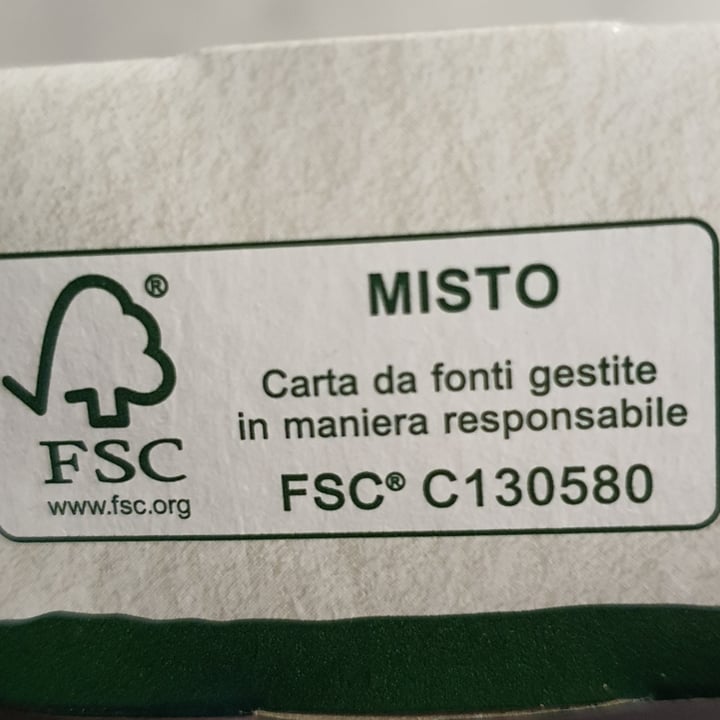 ®
FSC
www.fsc.org
MISTO
Carta da fonti gestite
in maniera responsabile
FSC® C130580